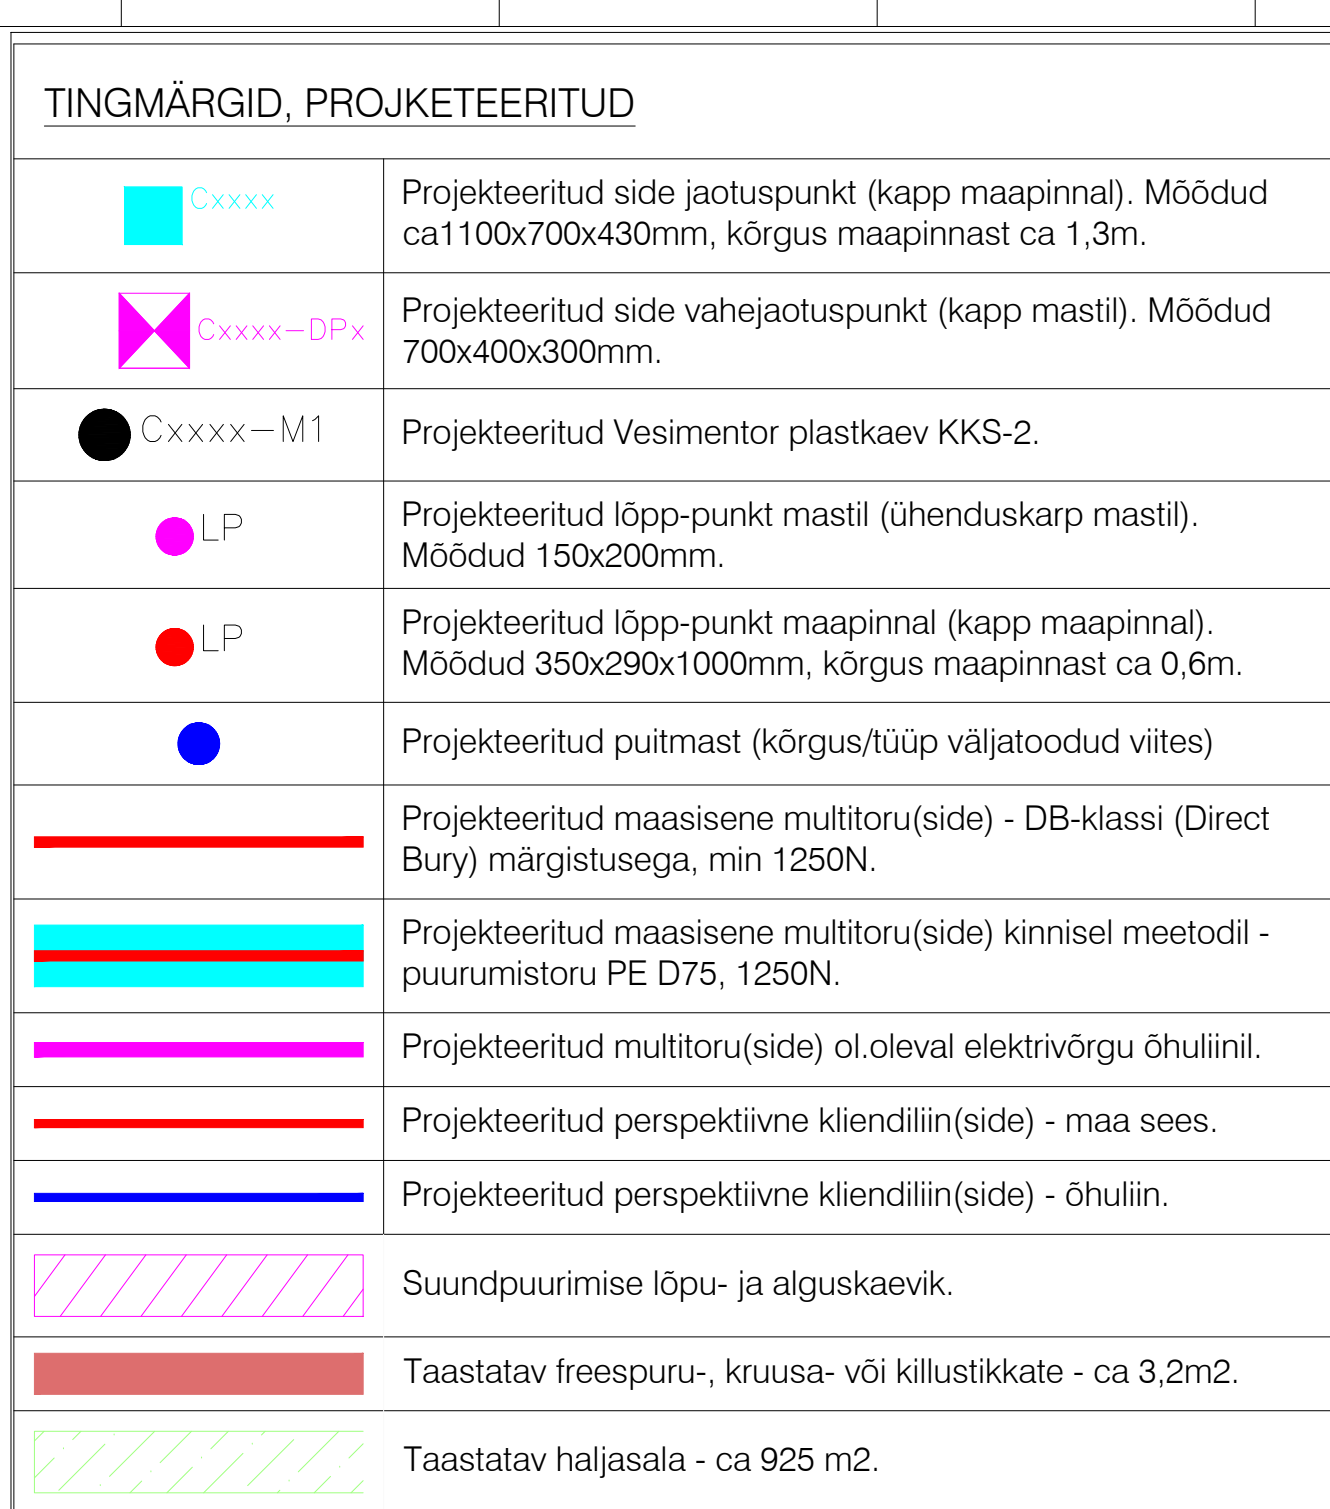 TINGMÄRGID, PROJKETEERITUD
Cxxxx
Projekteeritud side jaotuspunkt (kapp maapinnal). Mõõdud
ca1100x700x430mm, kõrgus maapinnast ca 1,3m.
Cxxxx-DPx
Projekteeritud side vahejaotuspunkt (kapp mastil). Mõõdud
700x400x300mm.
Cxxxx-M1
Projekteeritud Vesimentor plastkaev KKS-2.
LP
Projekteeritud lõpp-punkt mastil (ühenduskarp mastil).
Mõõdud 150x200mm.
LP
Projekteeritud lõpp-punkt maapinnal (kapp maapinnal).
Mõõdud 350x290x1000mm, kõrgus maapinnast ca 0,6m.
Projekteeritud puitmast (kõrgus/tüüp väljatoodud viites)
Projekteeritud maasisene multitoru(side) - DB-klassi (Direct
Bury) märgistusega, min 1250N.
Projekteeritud maasisene multitoru(side) kinnisel meetodil -
puurumistoru PE D75, 1250N.
Projekteeritud multitoru(side) ol.oleval elektrivõrgu õhuliinil.
Projekteeritud perspektiivne kliendiliin(side) - maa sees.
Projekteeritud perspektiivne kliendiliin(side) - õhuliin.
Suundpuurimise lõpu- ja alguskaevik.
Taastatav freespuru-, kruusa- või killustikkate - ca 3,2m2.
Taastatav haljasala - ca 925 m2.